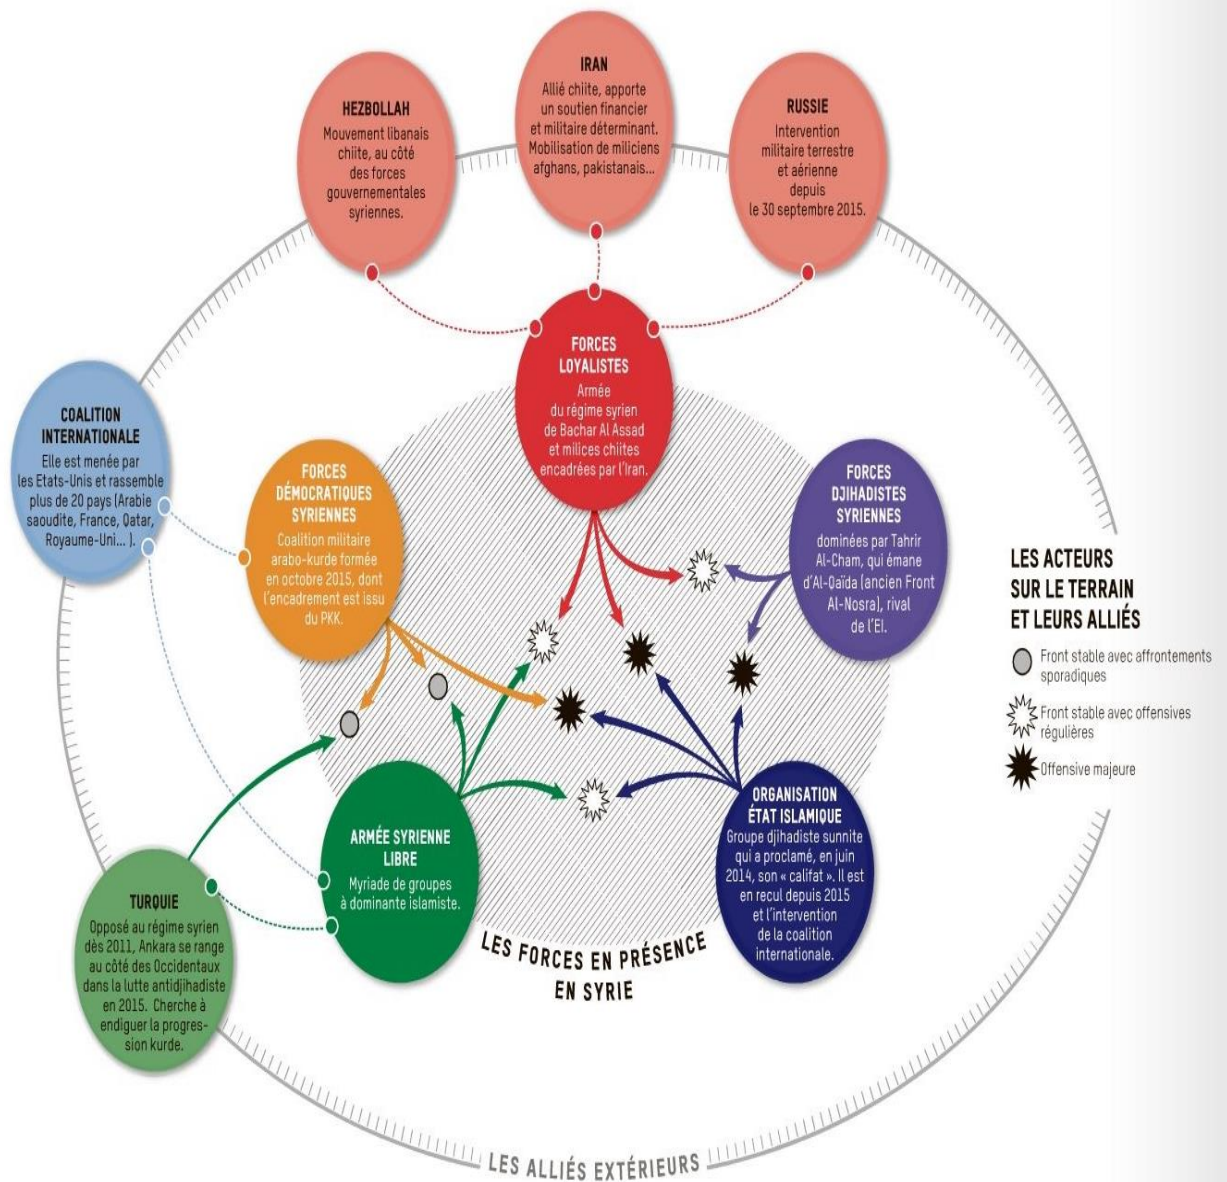 HEZBOLLAH
Mouvement libanais
chiite, au côté
des forces
gouvernementales
syriennes.
IRAN
Allié chiite, apporte
un soutien financier
et militaire déterminant.
Mobilisation de miliciens
afghans, pakistanais...
RUSSIE
Intervention
militaire terrestre
et aérienne
depuis
le 30 septembre 2015.
FORCES
LOYALISTES
Armée
du régime syrien
de Bachar Al Assad
et milices chiites
encadrées par l'Iran.
COALITION
INTERNATIONALE
Elle est menée par
les Etats-Unis et rassemble
plus de 20 pays (Arabie
saoudite, France, Qatar,
Royaume-Uni... ).
FORCES
DÉMOCRATIQUES
SYRIENNES
Coalition militaire
arabo-kurde formée
en octobre 2015, dont
l'encadrement est issu
du PKK.
FORCES
DJIHADISTES
SYRIENNES
dominées par Tahrir
Al-Cham, qui émane
d'Al-Qaïda (ancien Front
Al-Nosra), rival
de l'EI.
LES ACTEURS
SUR LE TERRAIN
ET LEURS ALLIÉS
Front stable avec affrontements
sporadiques
Front stable avec offensives
régulières
Offensive majeure
ARMÉE SYRIENNE
LIBRE
Myriade de groupes
à dominante islamiste.
ORGANISATION
ÉTAT ISLAMIQUE
Groupe djihadiste sunnite
qui a proclamé, en juin
2014, son « califat ». Il est
en recul depuis 2015
et l'intervention
de la coalition
internationale.
TURQUIE
Opposé au régime syrien
dès 2011, Ankara se range
au côté des Occidentaux
dans la lutte antidjihadiste
en 2015. Cherche à
endiguer la progres-
sion kurde.
LES FORCES EN PRÉSENCE
EN SYRIE
LES ALLIÉS EXTÉRIEURS